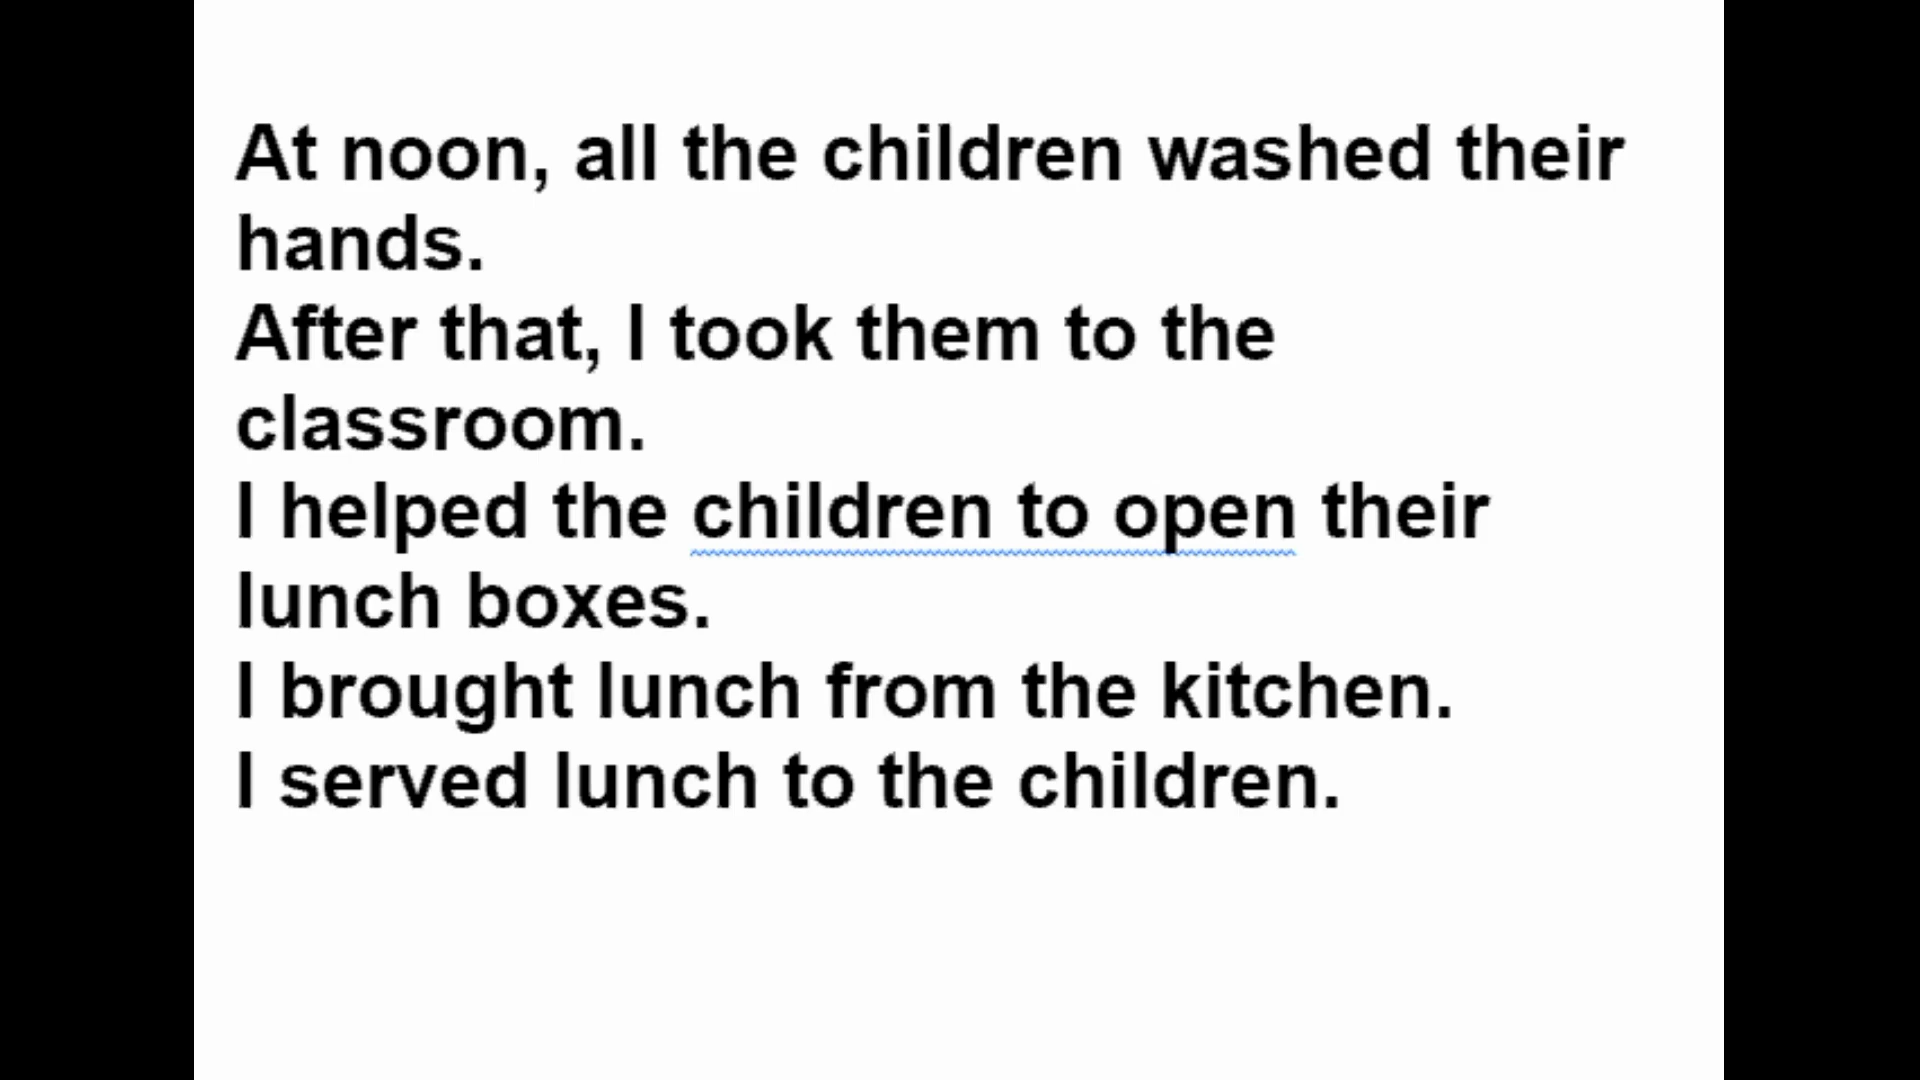 At noon, all the children washed their
hands.
After that, I took them to the
classroom.
I helped the children to open their
lunch boxes.
I brought lunch from the kitchen.
I served lunch to the children.